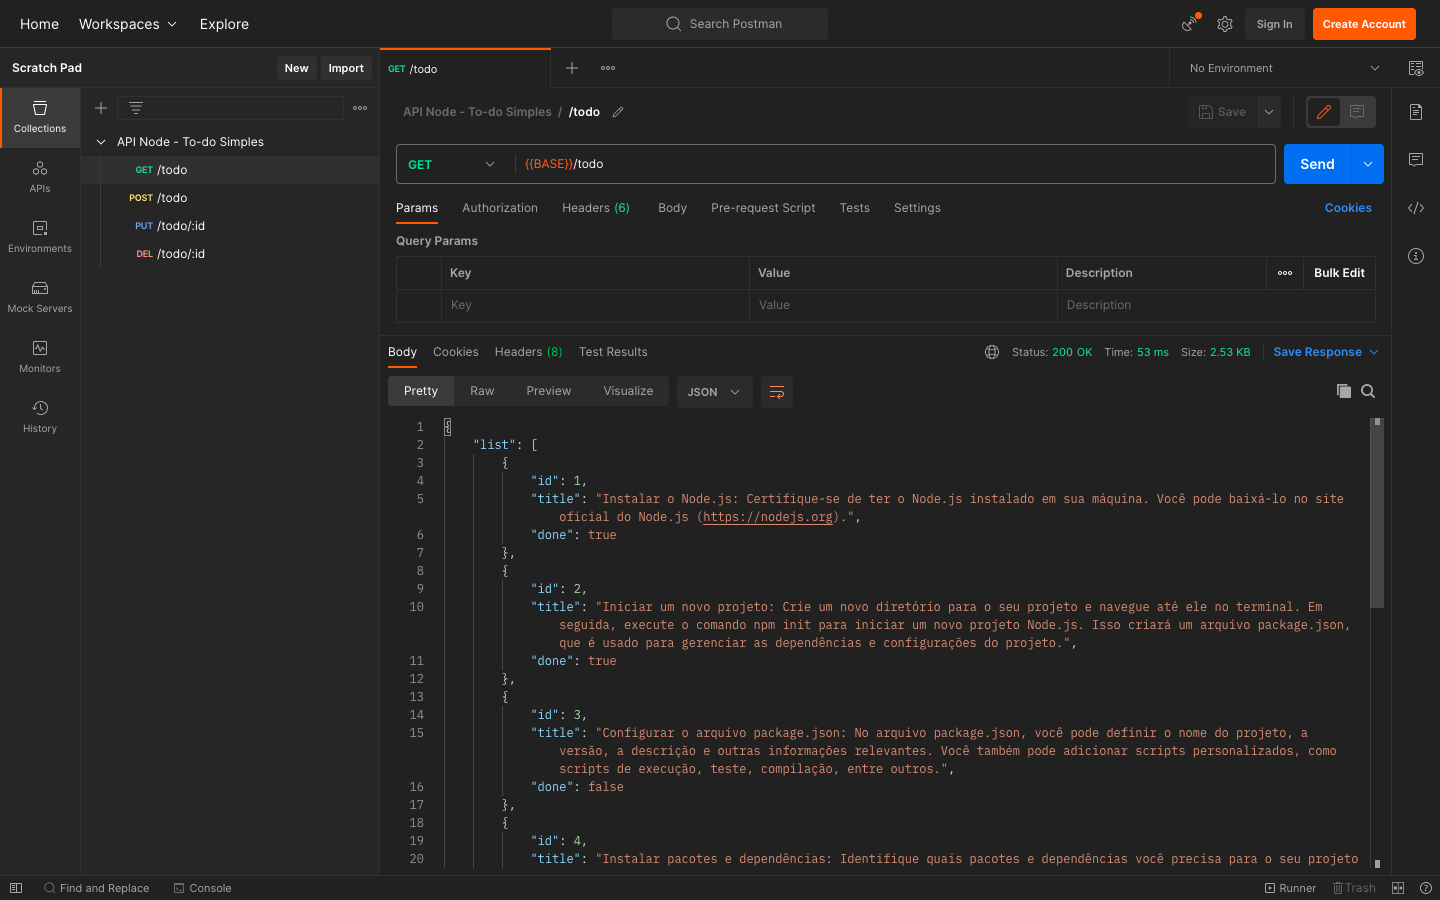 Home Workspaces Explore Search Postman Sign In Create Account
Scratch Pad New Import GET /todo No Environment
Collections
APIs
Environments
Mock Servers
Monitors
History
API Node - To-do Simples
GET /todo
POST /todo
PUT /todo/:id
DEL /todo/:id
API Node - To-do Simples / /todo Save
GET {{BASE}}/todo Send
Params Authorization Headers (6) Body Pre-request Script Tests Settings Cookies
Query Params
Key Value Description Bulk Edit
Key Value Description
Body Cookies Headers (8) Test Results Status: 200 OK Time: 53 ms Size: 2.53 KB Save Response
Pretty Raw Preview Visualize JSON
1 {
2 "list": [
3 {
4 "id": 1,
5 "title": "Instalar o Node.js: Certifique-se de ter o Node.js instalado em sua máquina. Você pode baixá-lo no site
oficial do Node.js (https://nodejs.org).",
6 "done": true
7 },
8 {
9 "id": 2,
10 "title": "Iniciar um novo projeto: Crie um novo diretório para o seu projeto e navegue até ele no terminal. Em
seguida, execute o comando npm init para iniciar um novo projeto Node.js. Isso criará um arquivo package.json,
que é usado para gerenciar as dependências e configurações do projeto.",
11 "done": true
12 },
13 {
14 "id": 3,
15 "title": "Configurar o arquivo package.json: No arquivo package.json, você pode definir o nome do projeto, a
versão, a descrição e outras informações relevantes. Você também pode adicionar scripts personalizados, como
scripts de execução, teste, compilação, entre outros.",
16 "done": false
17 },
18 {
19 "id": 4,
20 "title": "Instalar pacotes e dependências: Identifique quais pacotes e dependências você precisa para o seu projeto
Find and Replace Console Runner Trash